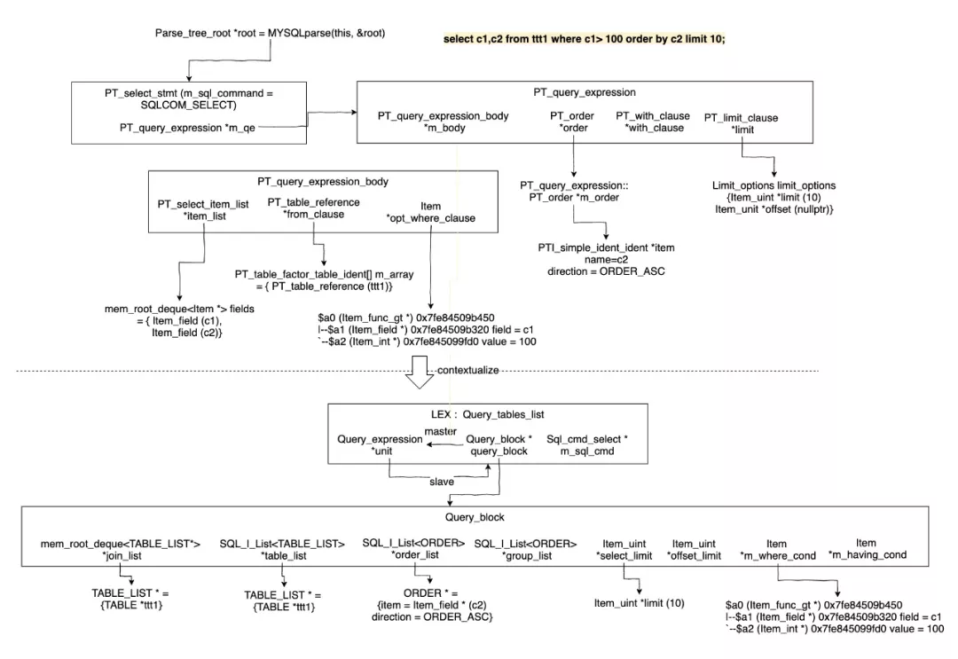 Parse_tree_root *root = MYSQLparse(this, &root)
select c1,c2 from ttt1 where c1> 100 order by c2 limit 10;
PT_select_stmt (m_sql_command =
SQLCOM_SELECT)
PT_query_expression *m_qe
PT_query_expression
PT_query_expression_body
*m_body
PT_order
*order
PT_with_clause
*with_clause
PT_limit_clause
*limit
PT_query_expression_body
PT_select_item_list
*item_list
PT_table_reference
*from_clause
Item
*opt_where_clause
PT_query_expression::
PT_order *m_order
Limit_options limit_options
{Item_uint *limit (10)
Item_unit *offset (nullptr)}
PTI_simple_ident_ident *item
name=c2
direction = ORDER_ASC
PT_table_factor_table_ident[] m_array
= { PT_table_reference (ttt1)}
mem_root_deque<Item *> fields
= { Item_field (c1),
Item_field (c2)}
$a0 (Item_func_gt *) 0x7fe84509b450
|--$a1 (Item_field *) 0x7fe84509b320 field = c1
`--$a2 (Item_int *) 0x7fe845099fd0 value = 100
contextualize
LEX : Query_tables_list
Query_expression
*unit
master
Query_block *
query_block
Sql_cmd_select *
m_sql_cmd
slave
Query_block
mem_root_deque<TABLE_LIST*>
*join_list
SQL_I_List<TABLE_LIST>
*table_list
SQL_I_List<ORDER>
*order_list
SQL_I_List<ORDER>
*group_list
Item_uint
*select_limit
Item_uint
*offset_limit
Item
*m_where_cond
Item
*m_having_cond
TABLE_LIST * =
{TABLE *ttt1}
TABLE_LIST * =
{TABLE *ttt1}
ORDER * =
{item = Item_field * (c2)
direction = ORDER_ASC}
Item_uint *limit (10)
$a0 (Item_func_gt *) 0x7fe84509b450
|--$a1 (Item_field *) 0x7fe84509b320 field = c1
`--$a2 (Item_int *) 0x7fe845099fd0 value = 100